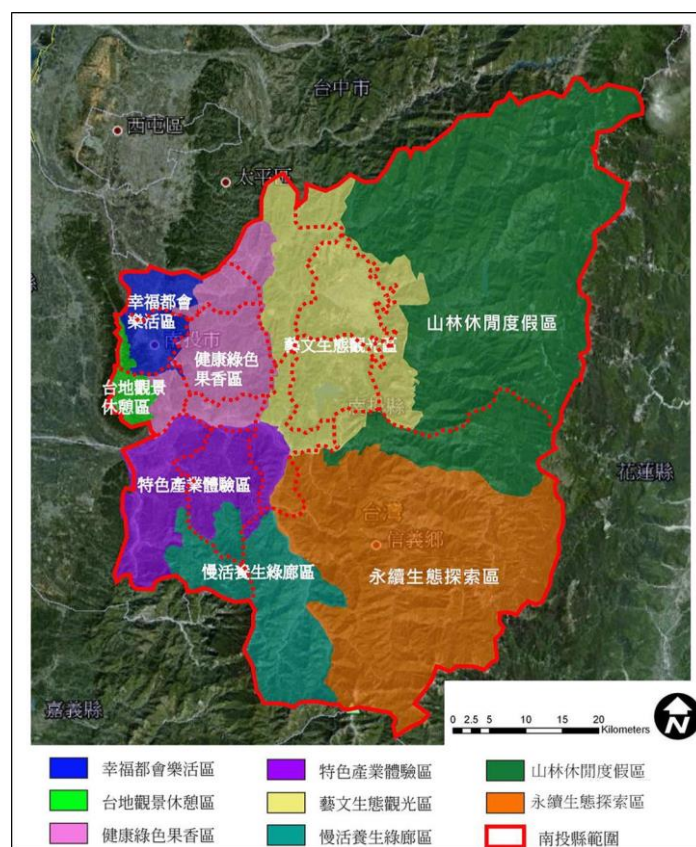 台中市
西屯區
太平區
幸福都會
樂活區
南投市
健康綠色
果香區
藝文生態觀光區
山林休閒度假區
台地觀景
休憩區
南投縣
花蓮縣
特色產業體驗區
台灣
信義鄉
慢活養生綠廊區
永續生態探索區
嘉義縣
0 2.5 5 10 15 20
Kilometers
N
幸福都會樂活區
特色產業體驗區
山林休閒度假區
台地觀景休憩區
藝文生態觀光區
永續生態探索區
健康綠色果香區
慢活養生綠廊區
南投縣範圍